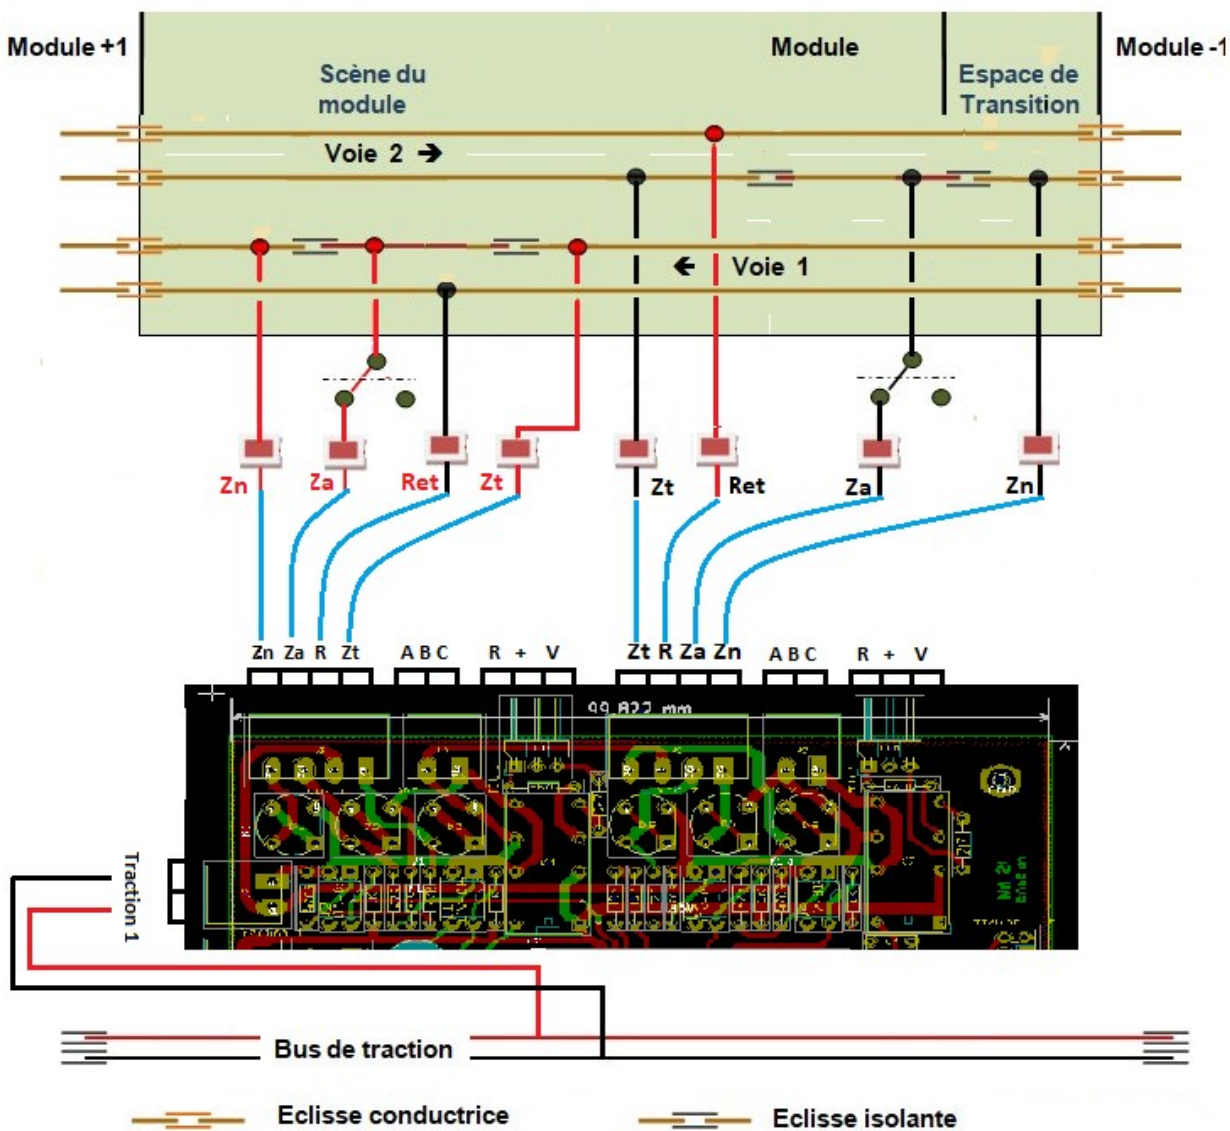 Module +1
Module
Module -1
Scène du
module
Espace de
Transition
Voie 2
Voie 1
Zn
Za
Ret
Zt
Zt
Ret
Za
Zn
Zn Za R Zt
A B C
R + V
Zt R Za Zn
A B C
R + V
99,822 mm
Traction 1
Bus de traction
Eclisse conductrice
Eclisse isolante